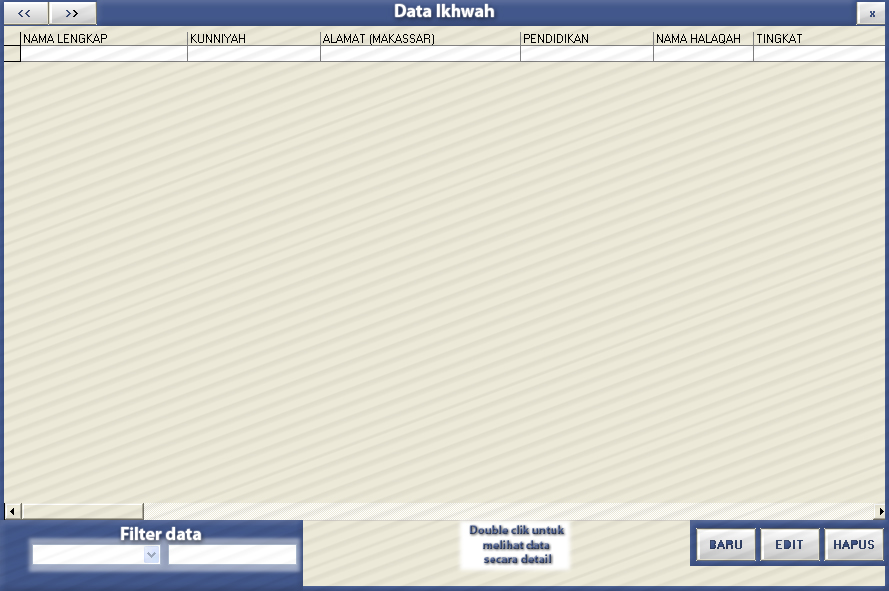 << >> Data Ikhwah x
NAMA LENGKAP KUNNIYAH ALAMAT (MAKASSAR) PENDIDIKAN NAMA HALAQAH TINGKAT
Filter data
Double clik untuk
melihat data
secara detail
BARU EDIT HAPUS